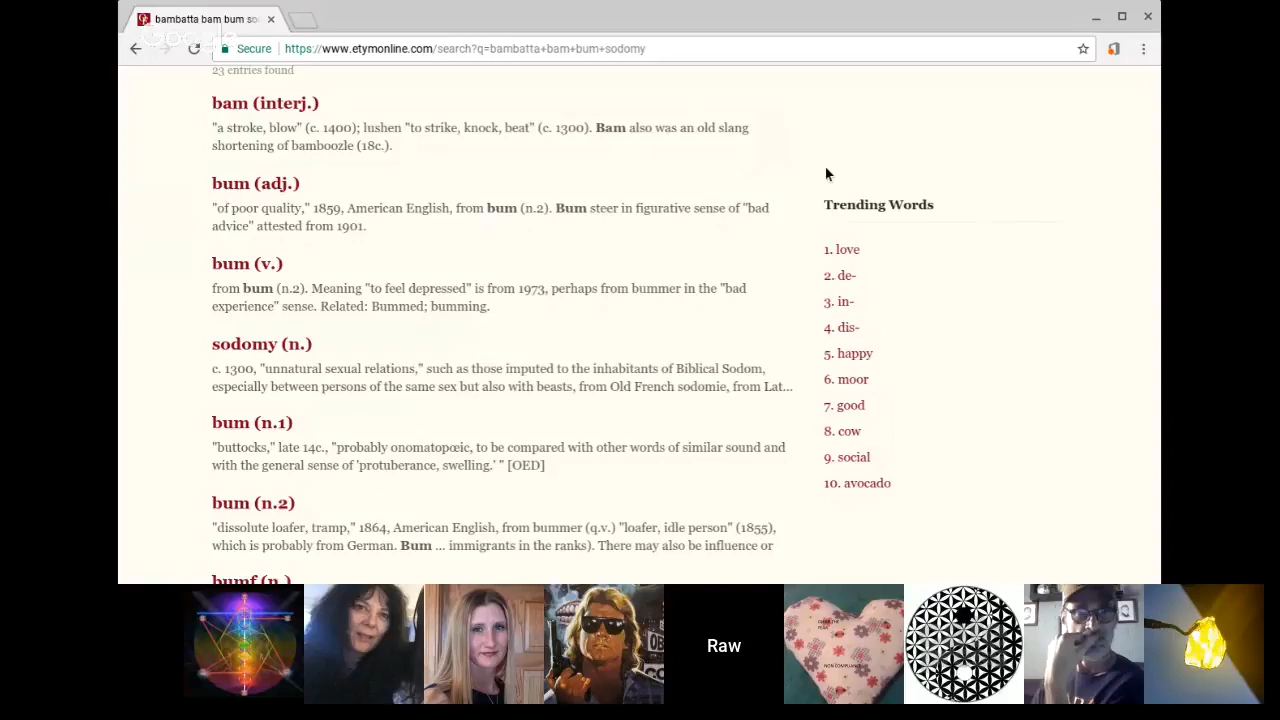 bambatta bam bum so
Secure https://www.etymonline.com/search?q=bambatta+bam+bum+sodomy
Google
23 entries found
bam (interj.)
"a stroke, blow" (c. 1400); lushen "to strike, knock, beat" (c. 1300). Bam also was an old slang
shortening of bamboozle (18c.).
bum (adj.)
"of poor quality," 1859, American English, from bum (n.2). Bum steer in figurative sense of "bad
advice" attested from 1901.
bum (v.)
from bum (n.2). Meaning "to feel depressed" is from 1973, perhaps from bummer in the "bad
experience" sense. Related: Bummed; bumming.
sodomy (n.)
c. 1300, "unnatural sexual relations," such as those imputed to the inhabitants of Biblical Sodom,
especially between persons of the same sex but also with beasts, from Old French sodomie, from Lat...
bum (n.1)
"buttocks," late 14c., "probably onomatopœic, to be compared with other words of similar sound and
with the general sense of 'protuberance, swelling.' " [OED]
bum (n.2)
"dissolute loafer, tramp," 1864, American English, from bummer (q.v.) "loafer, idle person" (1855),
which is probably from German. Bum ... immigrants in the ranks). There may also be influence or
bumf (n.)
Trending Words
1. love
2. de-
3. in-
4. dis-
5. happy
6. moor
7. good
8. cow
9. social
10. avocado
Raw
NON COMPLIANCE